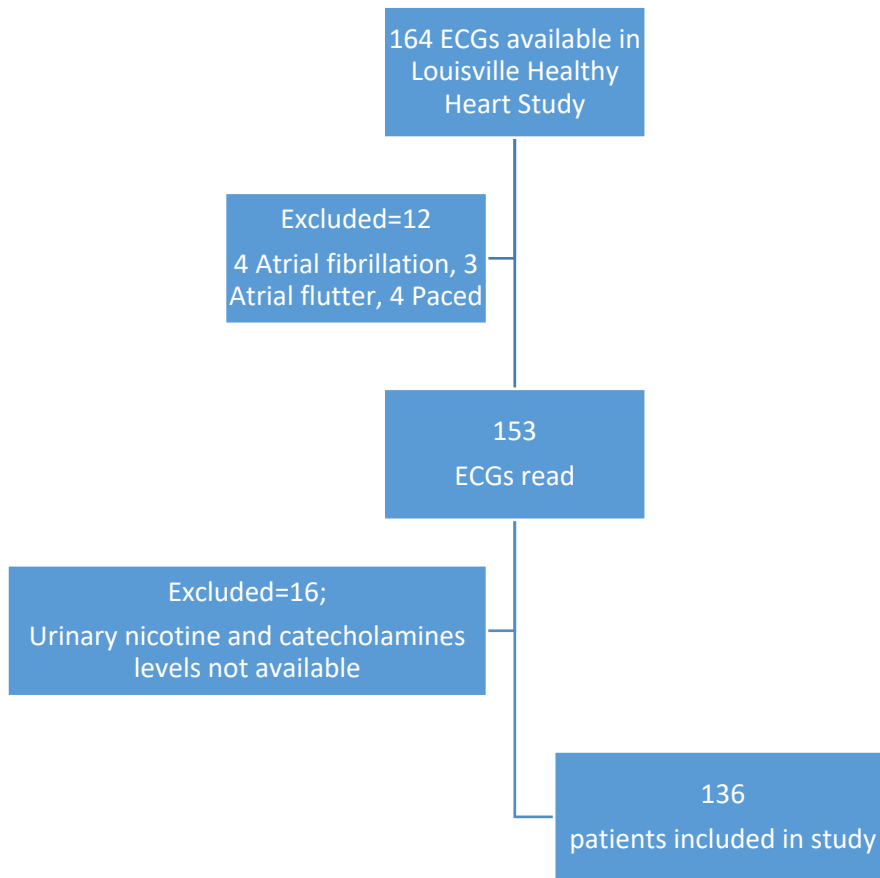 164 ECGs available in
Louisville Healthy
Heart Study
Excluded=12
4 Atrial fibrillation, 3
Atrial flutter, 4 Paced
153
ECGs read
Excluded=16;
Urinary nicotine and catecholamines
levels not available
136
patients included in study